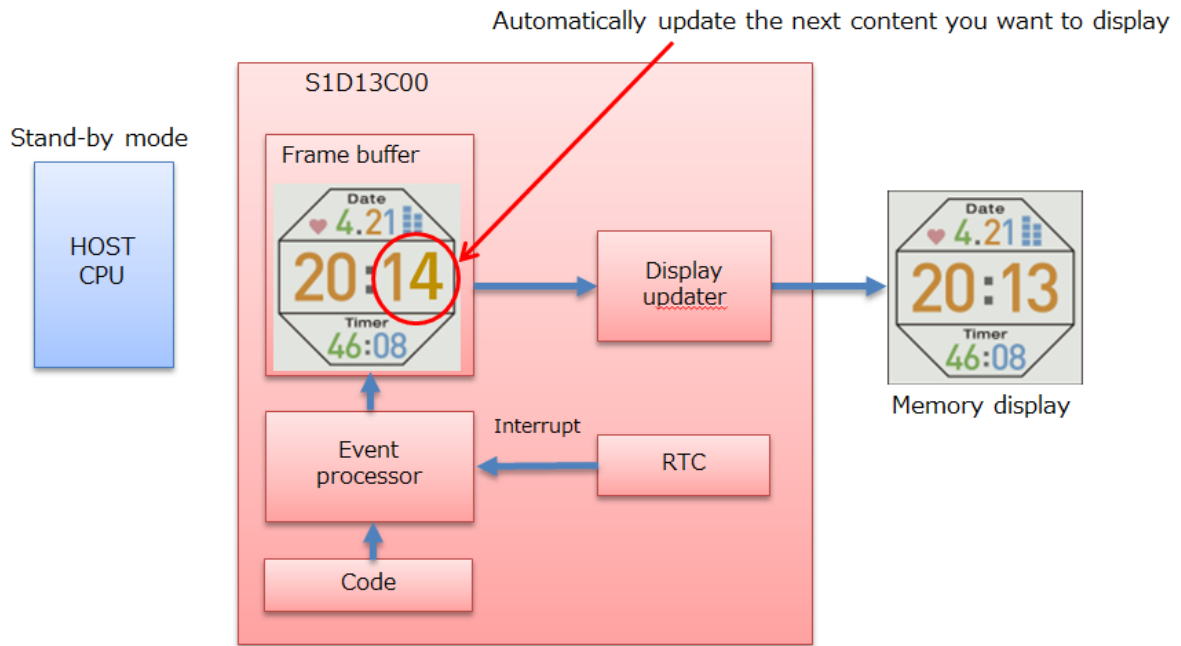 Automatically update the next content you want to display
S1D13C00
Stand-by mode
HOST
CPU
Frame buffer
Date
4.21
20:14
Timer
46:08
Display
updater
Date
4.21
20:13
Timer
46:08
Memory display
Event
processor
Interrupt
RTC
Code